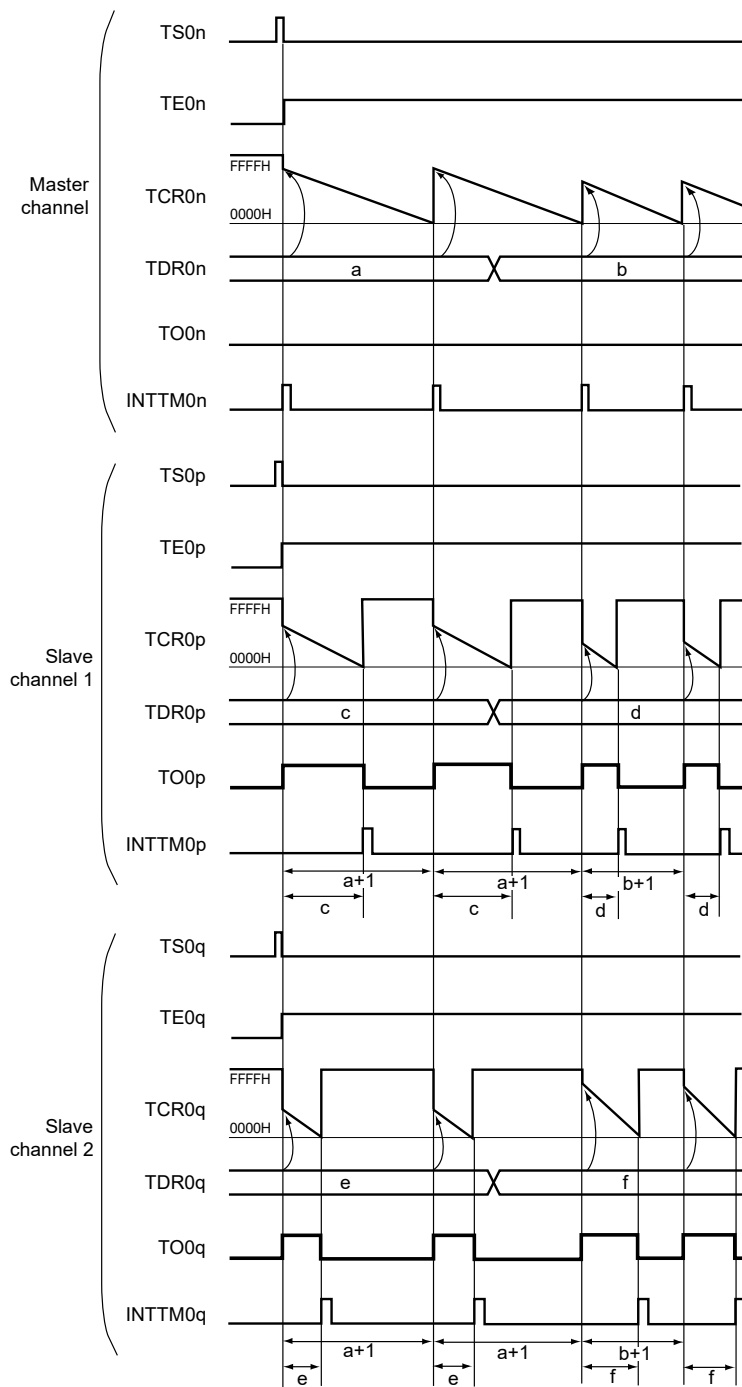 Master
channel
TS0n
TE0n
FFFFH
TCR0n
0000H
TDR0n
a b
TO0n
INTTM0n
Slave
channel 1
TS0p
TE0p
FFFFH
TCR0p
0000H
TDR0p
c d
TO0p
INTTM0p
a+1 a+1 b+1
c c d d
Slave
channel 2
TS0q
TE0q
FFFFH
TCR0q
0000H
TDR0q
e f
TO0q
INTTM0q
a+1 a+1 b+1
e e f f